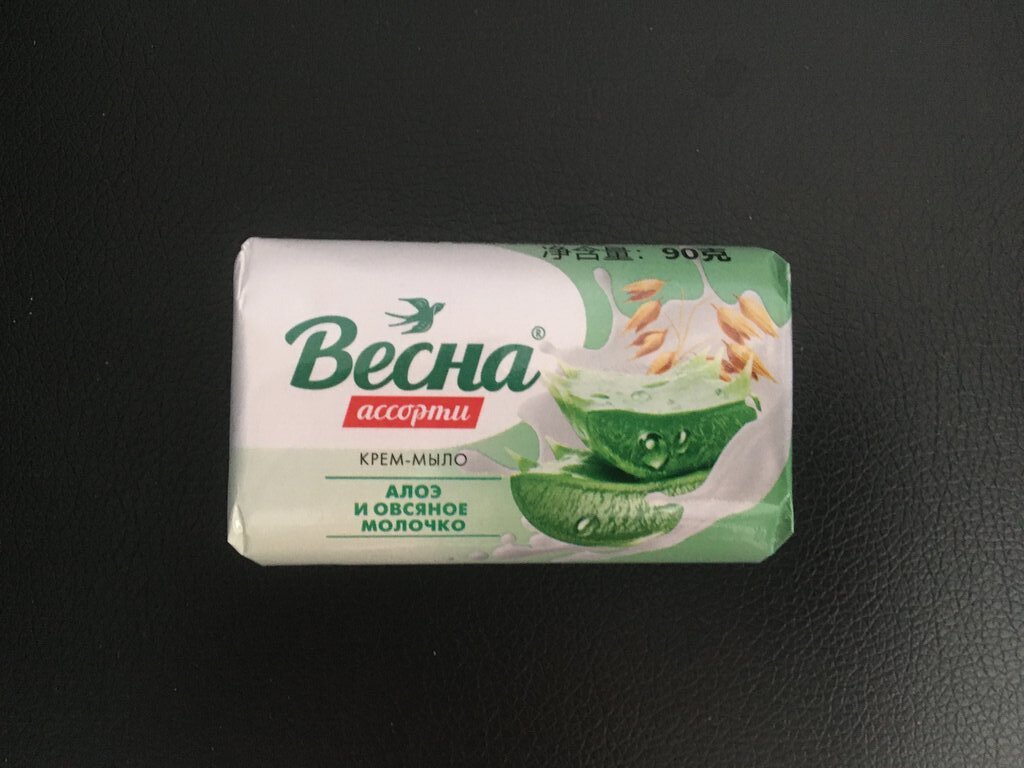 净含量: 90克
Весна®
ассорти
КРЕМ-МЫЛО
АЛОЭ
И ОВСЯНОЕ
МОЛОЧКО